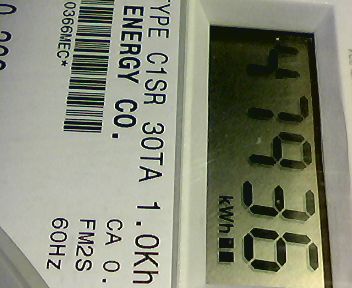 TYPE C1SR 30TA 1.0Kh
ENERGY CO.
CA 0.
FM2S
60HZ
0366MEC*
47936
kWh